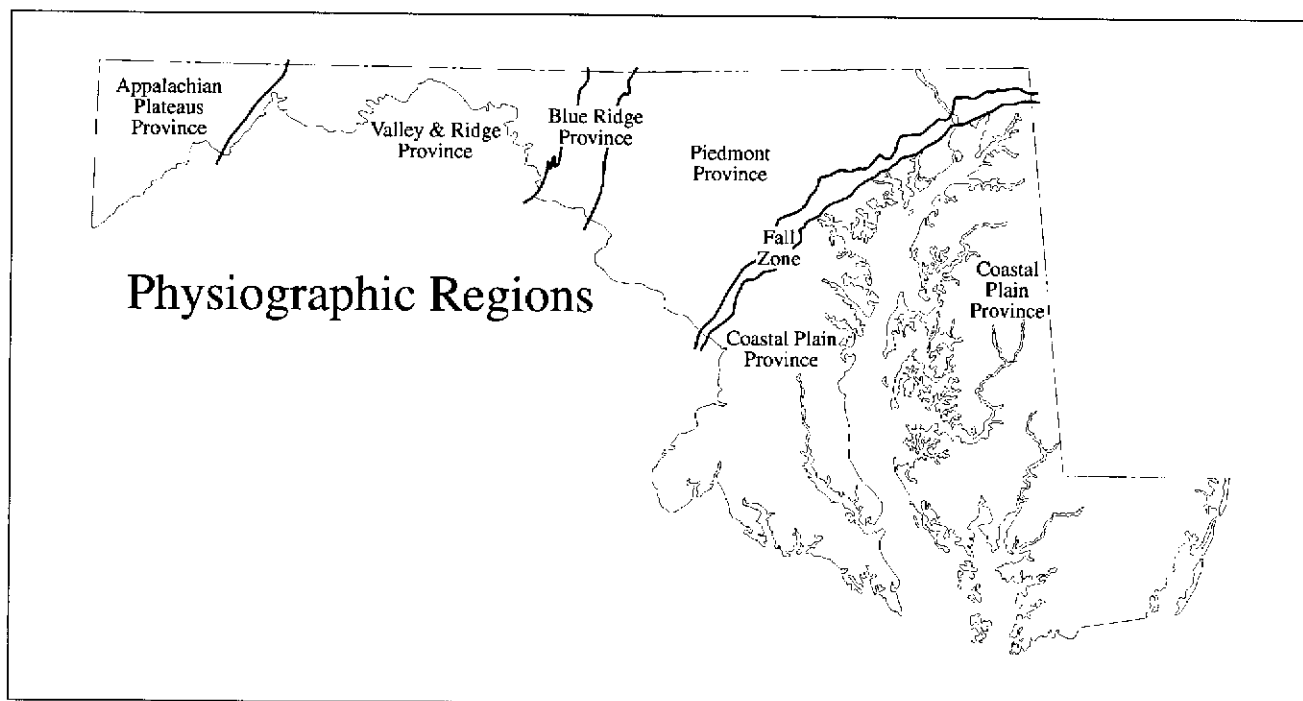 Appalachian
Plateaus
Province
Valley & Ridge
Province
Blue Ridge
Province
Piedmont
Province
Fall
Zone
Physiographic Regions
Coastal
Plain
Province
Coastal Plain
Province